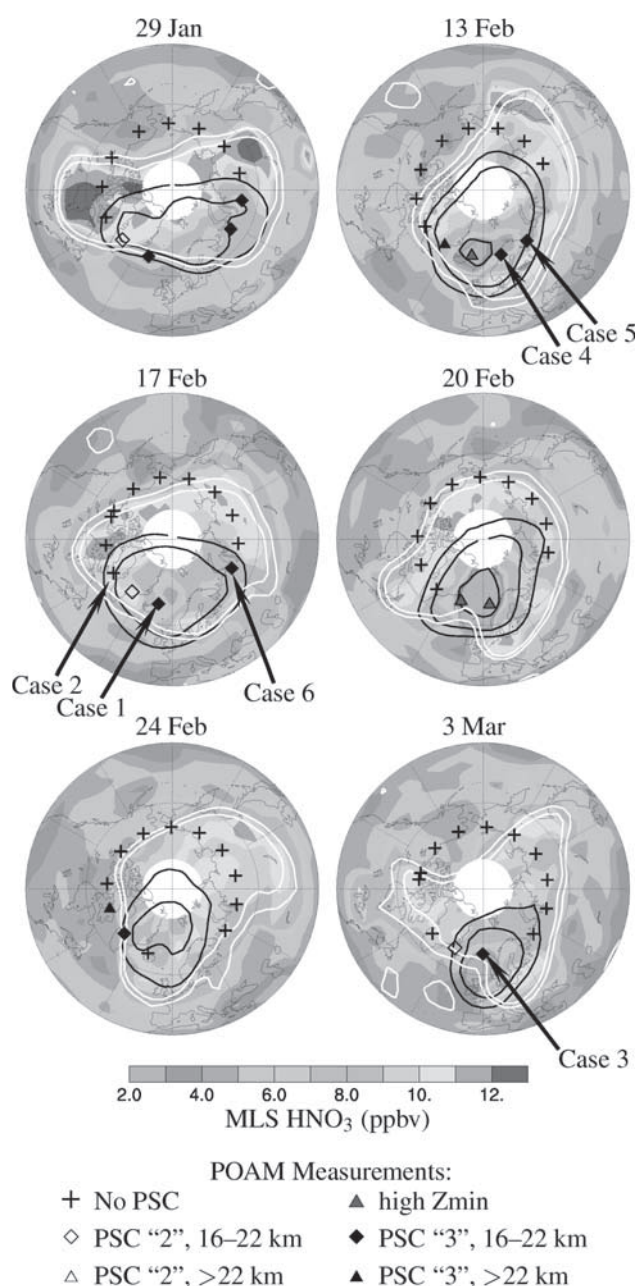 29 Jan
13 Feb
Case 5
Case 4
17 Feb
20 Feb
Case 2
Case 1
Case 6
24 Feb
3 Mar
Case 3
2.0 4.0 6.0 8.0 10. 12.
MLS HNO₃ (ppbv)
POAM Measurements:
+ No PSC
▲ high Zmin
◇ PSC “2”, 16–22 km
◆ PSC “3”, 16–22 km
△ PSC “2”, >22 km
▲ PSC “3”, >22 km